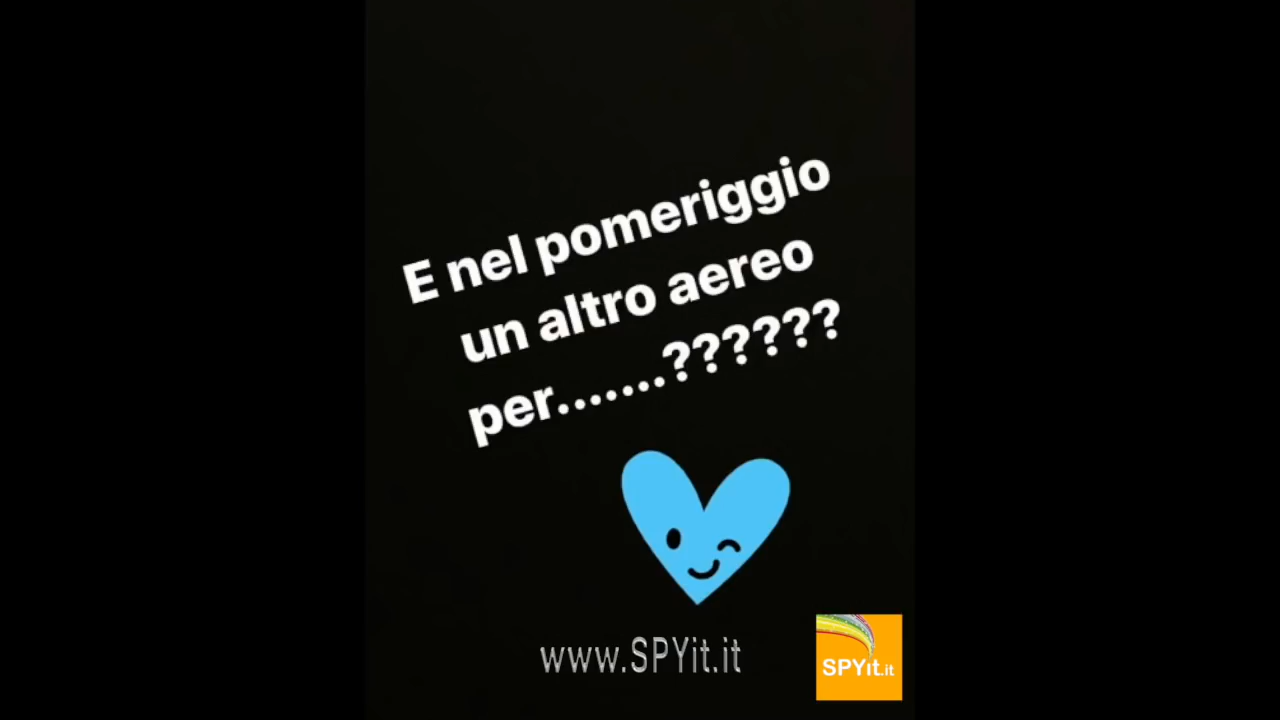 E nel pomeriggio
un altro aereo
per.......??????
www.SPYit.it
SPYit.it